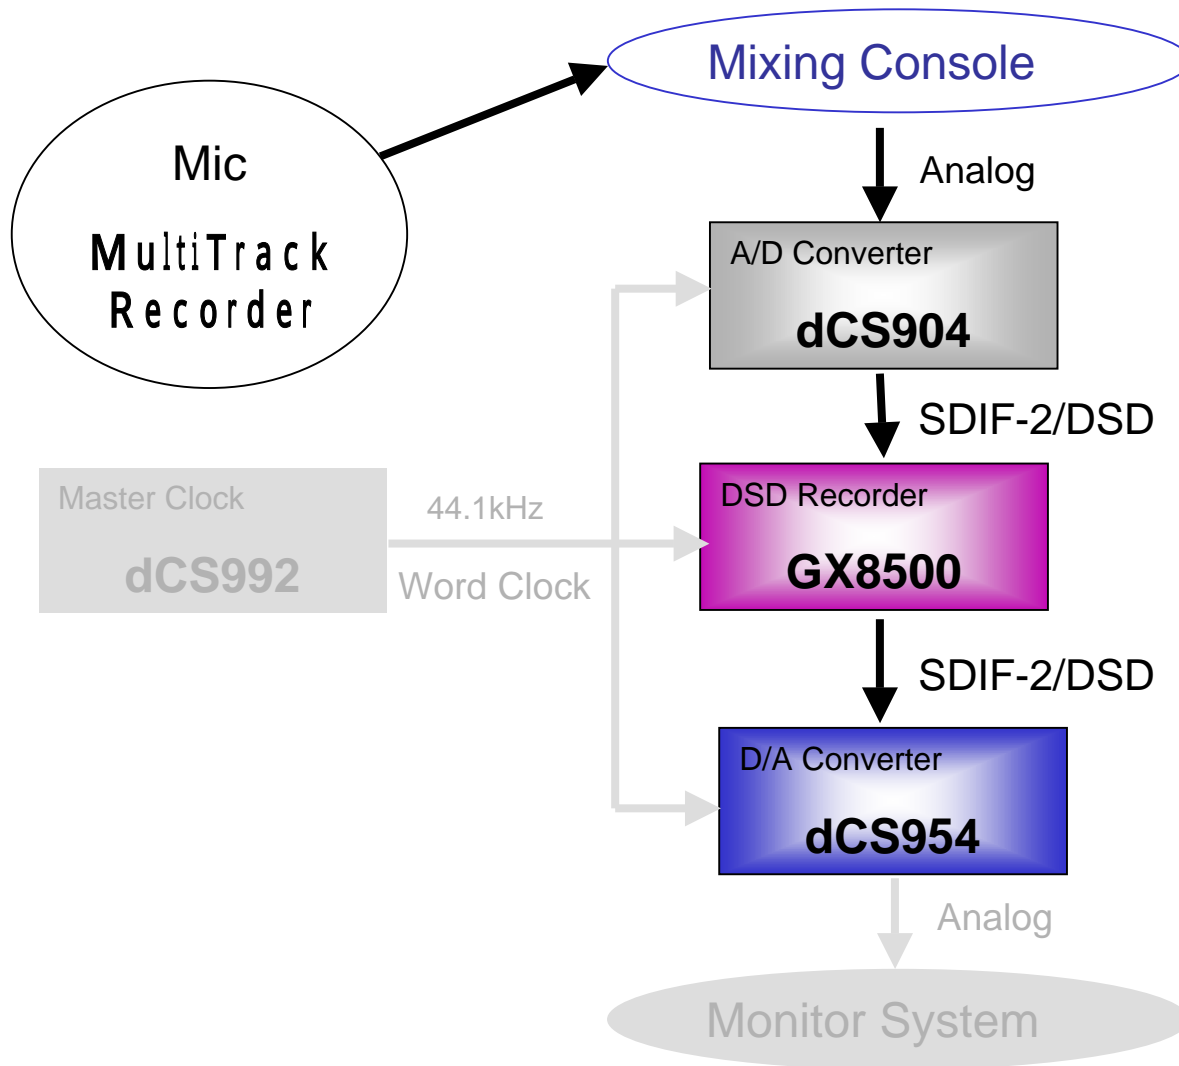 Mixing Console
Mic
MultiTrack
Recorder
Analog
A/D Converter
dCS904
SDIF-2/DSD
Master Clock
dCS992
44.1kHz
Word Clock
DSD Recorder
GX8500
SDIF-2/DSD
D/A Converter
dCS954
Analog
Monitor System